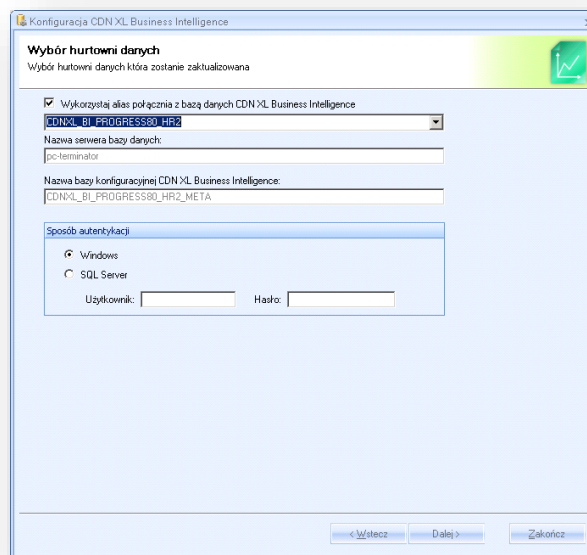 Konfiguracja CDN XL Business Intelligence
Wybór hurtowni danych
Wybór hurtowni danych która zostanie zaktualizowana
Wykorzystaj alias połącznia z bazą danych CDN XL Business Intelligence
CDNXL_BI_PROGRESS80_HR2
Nazwa serwera bazy danych:
pc-terminator
Nazwa bazy konfiguracyjnej CDN XL Business Intelligence:
CDNXL_BI_PROGRESS80_HR2_META
Sposób autentykacji
Windows
SQL Server
Użytkownik: Hasło:
< Wstecz Dalej > Zakończ